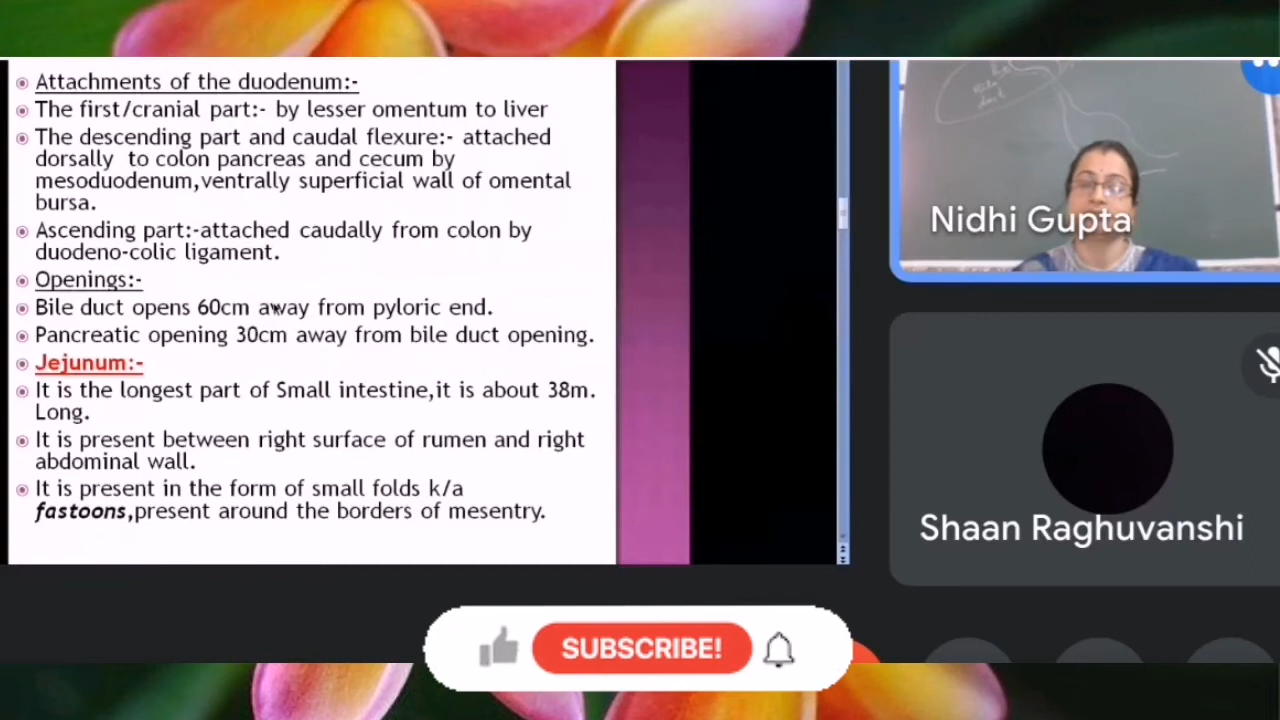 Attachments of the duodenum:-
The first/cranial part:- by lesser omentum to liver
The descending part and caudal flexure:- attached
dorsally to colon pancreas and cecum by
mesoduodenum,ventrally superficial wall of omental
bursa.
Ascending part:-attached caudally from colon by
duodeno-colic ligament.
Openings:-
Bile duct opens 60cm away from pyloric end.
Pancreatic opening 30cm away from bile duct opening.
Jejunum:-
It is the longest part of Small intestine,it is about 38m.
Long.
It is present between right surface of rumen and right
abdominal wall.
It is present in the form of small folds k/a
fastoons,present around the borders of mesentry.
Nidhi Gupta
Shaan Raghuvanshi
SUBSCRIBE!